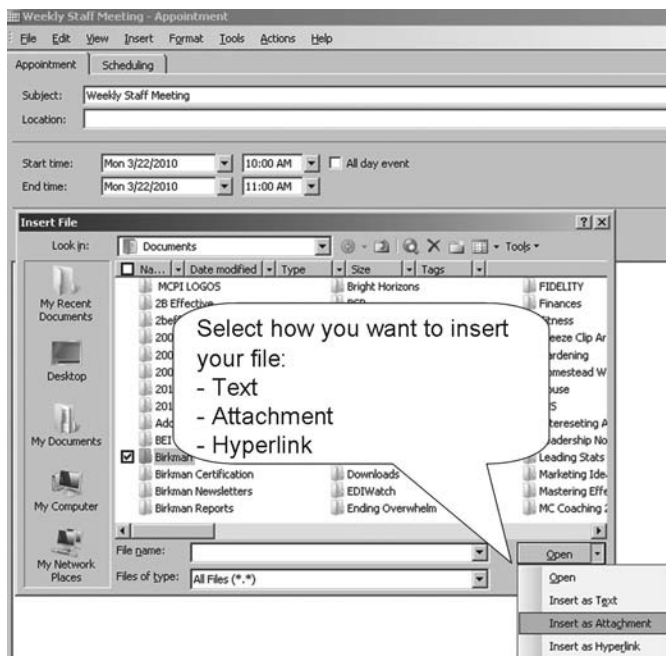 Weekly Staff Meeting - Appointment
File Edit View Insert Format Tools Actions Help
Appointment Scheduling
Subject: Weekly Staff Meeting
Location:
Start time: Mon 3/22/2010 10:00 AM All day event
End time: Mon 3/22/2010 11:00 AM
Insert File
Look in: Documents Tools
Na... Date modified Type Size Tags
MCPI LOGOS Bright Horizons FIDELITY
My Recent Documents
2B Effective Finances
Select how you want to insert
your file:
- Text
- Attachment
- Hyperlink
Desktop
My Documents
BEI
Birkman Leading Stats
Birkman Certification Downloads Marketing Ide
Birkman Newsletters EDIWatch Mastering Effe
Birkman Reports Ending Overwhelm MC Coaching 2
My Computer
My Network Places
File name: Open
Files of type: All Files (*.*)
Open
Insert as Text
Insert as Attachment
Insert as Hyperlink